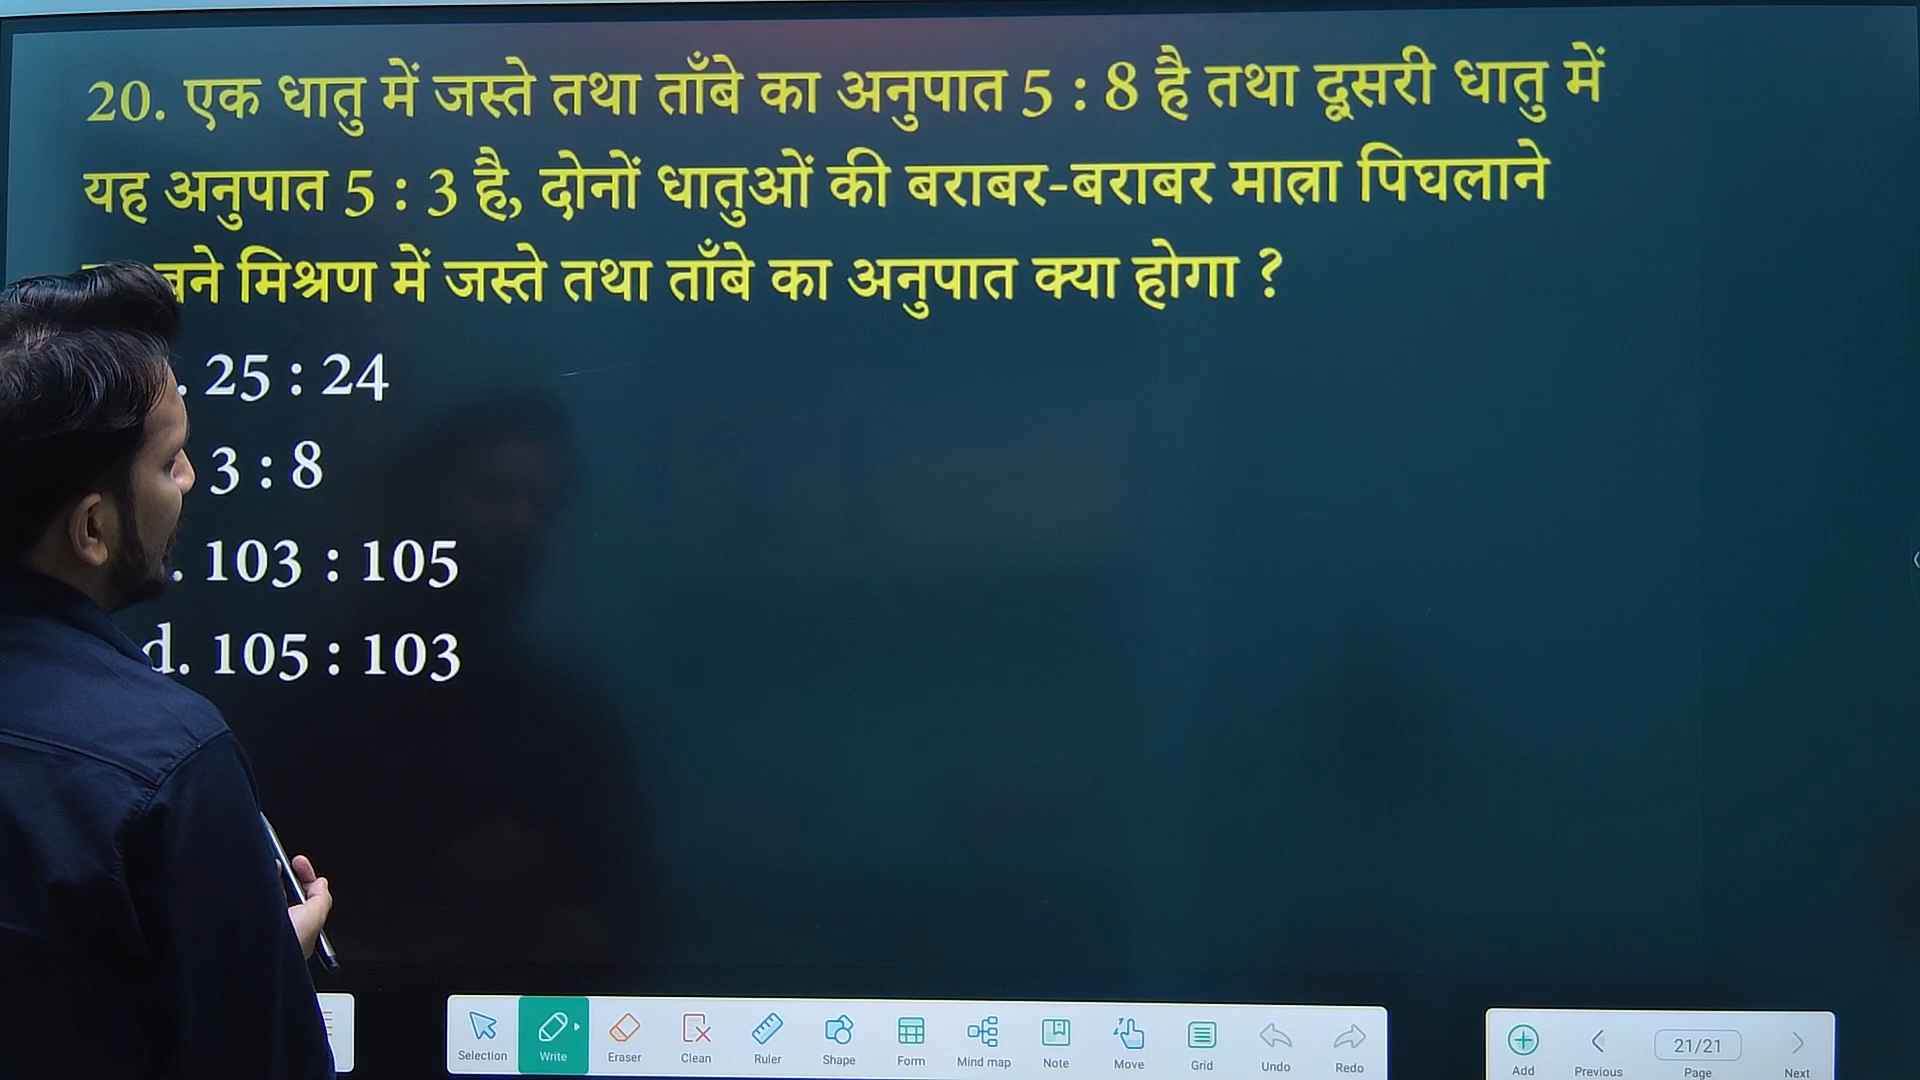 20. एक धातु में जस्ते तथा ताँबे का अनुपात 5 : 8 है तथा दूसरी धातु में
यह अनुपात 5 : 3 है, दोनों धातुओं की बराबर-बराबर मात्रा पिघलाने
बने मिश्रण में जस्ते तथा ताँबे का अनुपात क्या होगा ?
. 25 : 24
3 : 8
. 103 : 105
d. 105 : 103
Selection Write Eraser Clean Ruler Shape Form Mind map Note Move Grid Undo Redo
Add Previous 21/21 Page Next